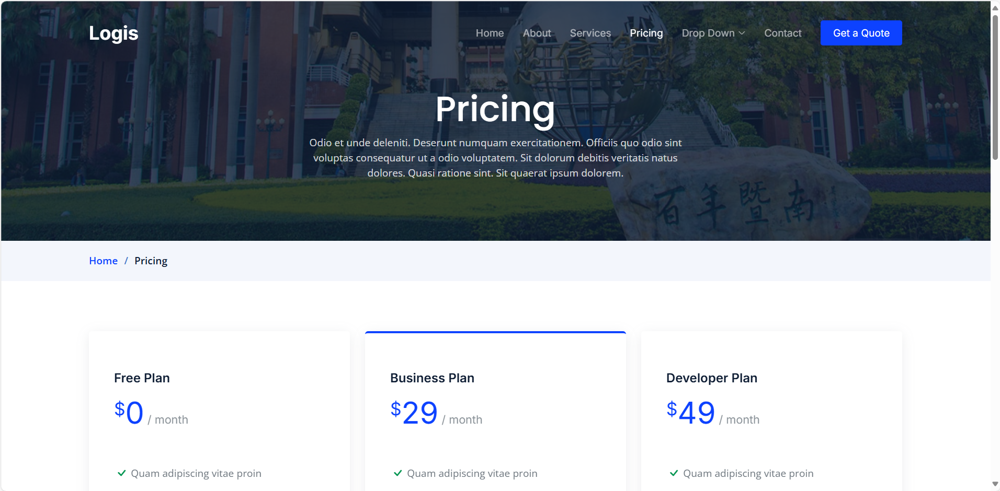 Logis
Home
About
Services
Pricing
Drop Down
Contact
Get a Quote
Pricing
Odio et unde deleniti. Deserunt numquam exercitationem. Officiis quo odio sint
voluptas consequatur ut a odio voluptatem. Sit dolorum debitis veritatis natus
dolores. Quasi ratione sint. Sit quaerat ipsum dolorem.
百年暨南
Home / Pricing
Free Plan
$0 / month
Quam adipiscing vitae proin
Business Plan
$29 / month
Quam adipiscing vitae proin
Developer Plan
$49 / month
Quam adipiscing vitae proin